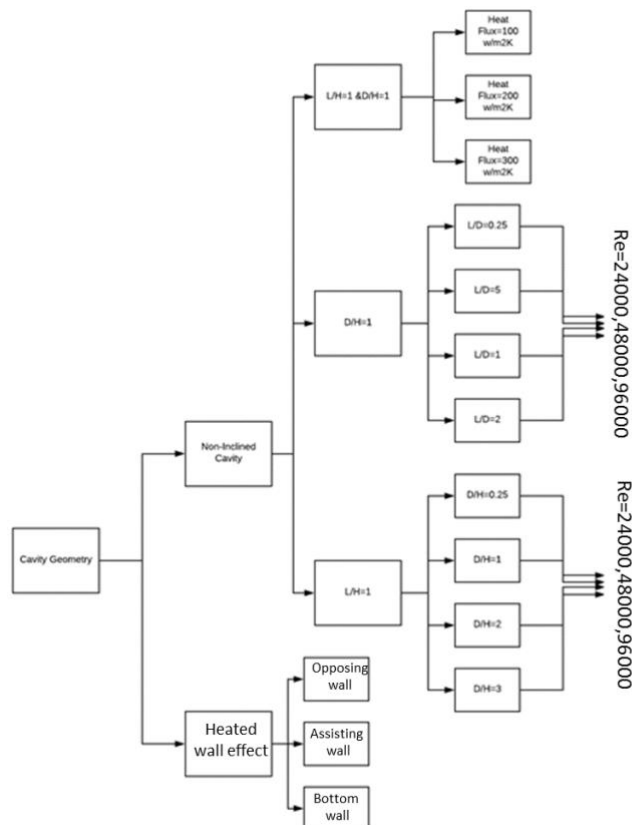 Heat
Flux=100
w/m2K
L/H=1 &D/H=1
Heat
Flux=200
w/m2K
Heat
Flux=300
w/m2K
L/D=0.25
L/D=5
D/H=1
L/D=1
L/D=2
Re=24000,48000,96000
Non-Inclined
Cavity
D/H=0.25
D/H=1
L/H=1
D/H=2
D/H=3
Re=24000,48000,96000
Cavity Geometry
Heated
wall effect
Opposing
wall
Assisting
wall
Bottom
wall